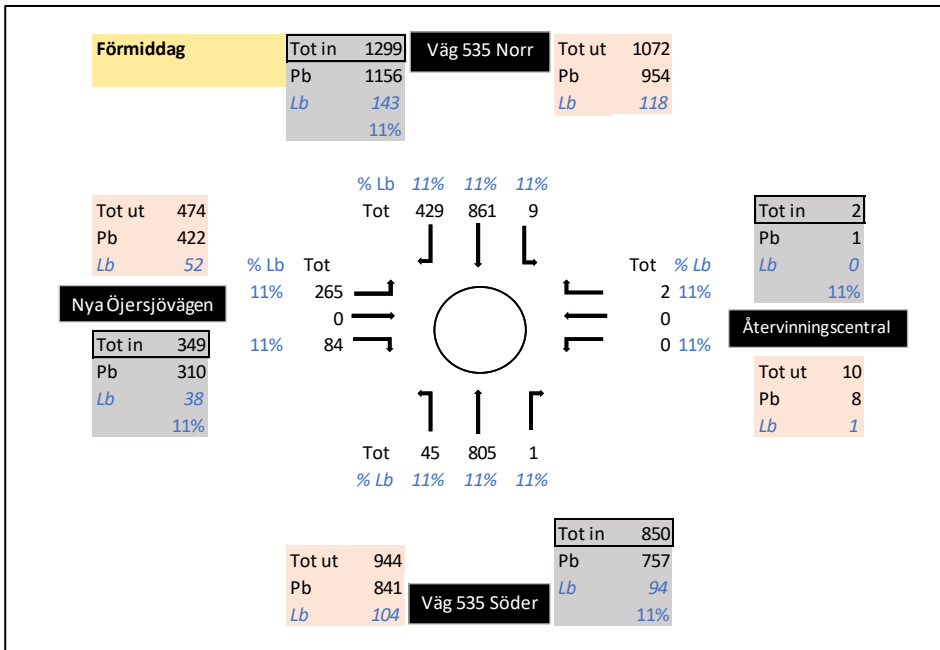 Förmiddag
Tot in 1299
Väg 535 Norr
Tot ut 1072
Pb 1156
Pb 954
Lb 143
Lb 118
11%
% Lb 11% 11% 11%
Tot 429 861 9
Tot ut 474
Pb 422
Lb 52
Nya Öjersjövägen
Tot in 349
Pb 310
Lb 38
11%
% Lb Tot
11% 265
0
11% 84
Tot % Lb
2 11%
0
0 11%
Tot in 2
Pb 1
Lb 0
11%
Återvinningscentral
Tot ut 10
Pb 8
Lb 1
Tot 45 805 1
% Lb 11% 11% 11%
Tot ut 944
Pb 841
Lb 104
Väg 535 Söder
Tot in 850
Pb 757
Lb 94
11%